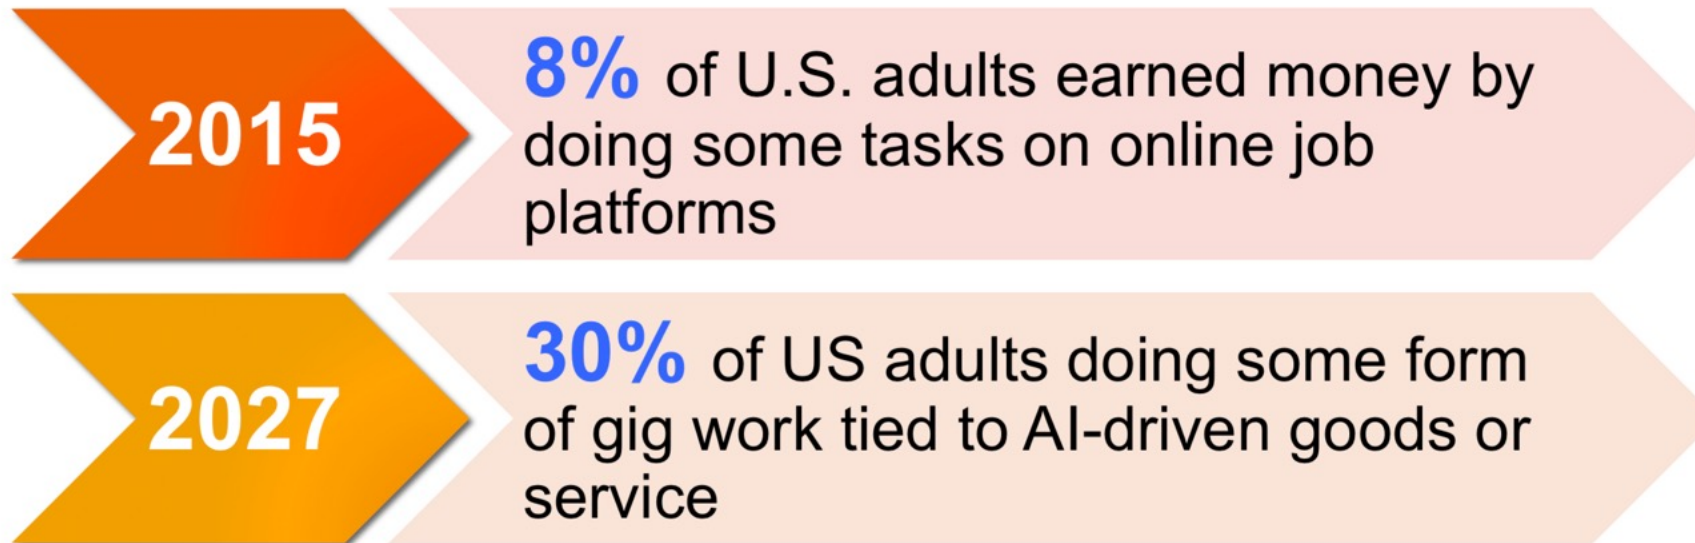 2015
8% of U.S. adults earned money by
doing some tasks on online job
platforms
2027
30% of US adults doing some form
of gig work tied to AI-driven goods or
service